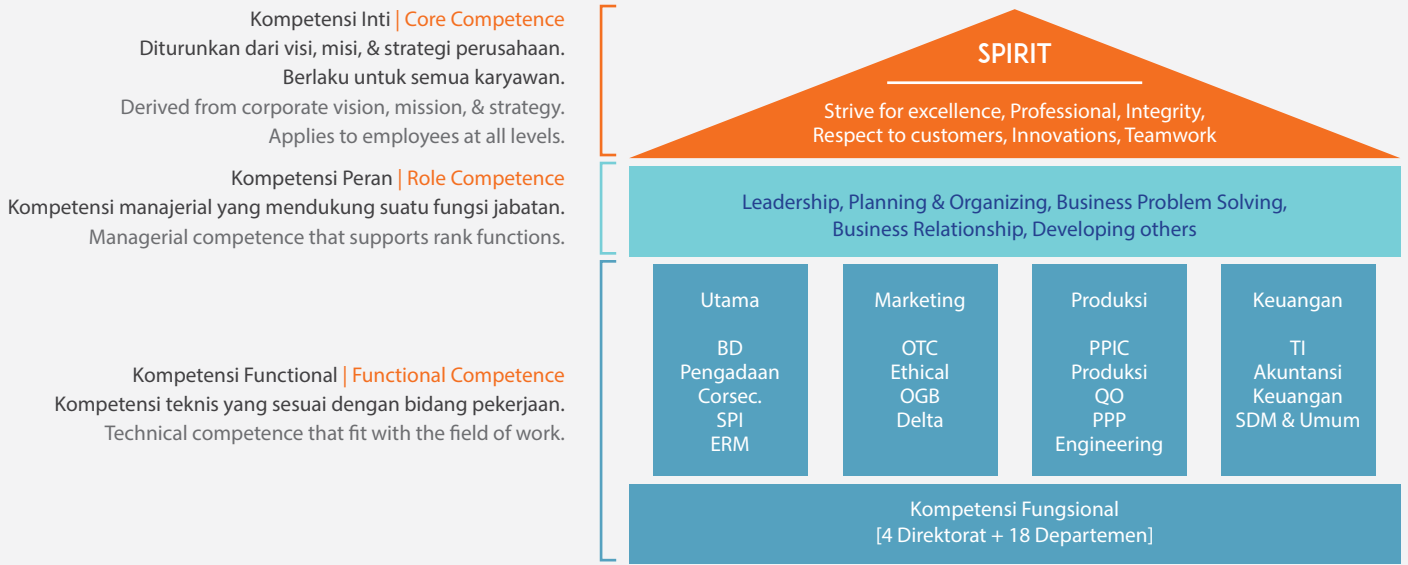 Kompetensi Inti | Core Competence
Diturunkan dari visi, misi, & strategi perusahaan.
Berlaku untuk semua karyawan.
Derived from corporate vision, mission, & strategy.
Applies to employees at all levels.
SPIRIT
Strive for excellence, Professional, Integrity,
Respect to customers, Innovations, Teamwork
Kompetensi Peran | Role Competence
Kompetensi manajerial yang mendukung suatu fungsi jabatan.
Managerial competence that supports rank functions.
Leadership, Planning & Organizing, Business Problem Solving,
Business Relationship, Developing others
Kompetensi Functional | Functional Competence
Kompetensi teknis yang sesuai dengan bidang pekerjaan.
Technical competence that fit with the field of work.
Utama
BD
Pengadaan
Corsec.
SPI
ERM
Marketing
OTC
Ethical
OGB
Delta
Produksi
PPIC
Produksi
QO
PPP
Engineering
Keuangan
TI
Akuntansi
Keuangan
SDM & Umum
Kompetensi Fungsional
[4 Direktorat + 18 Departemen]